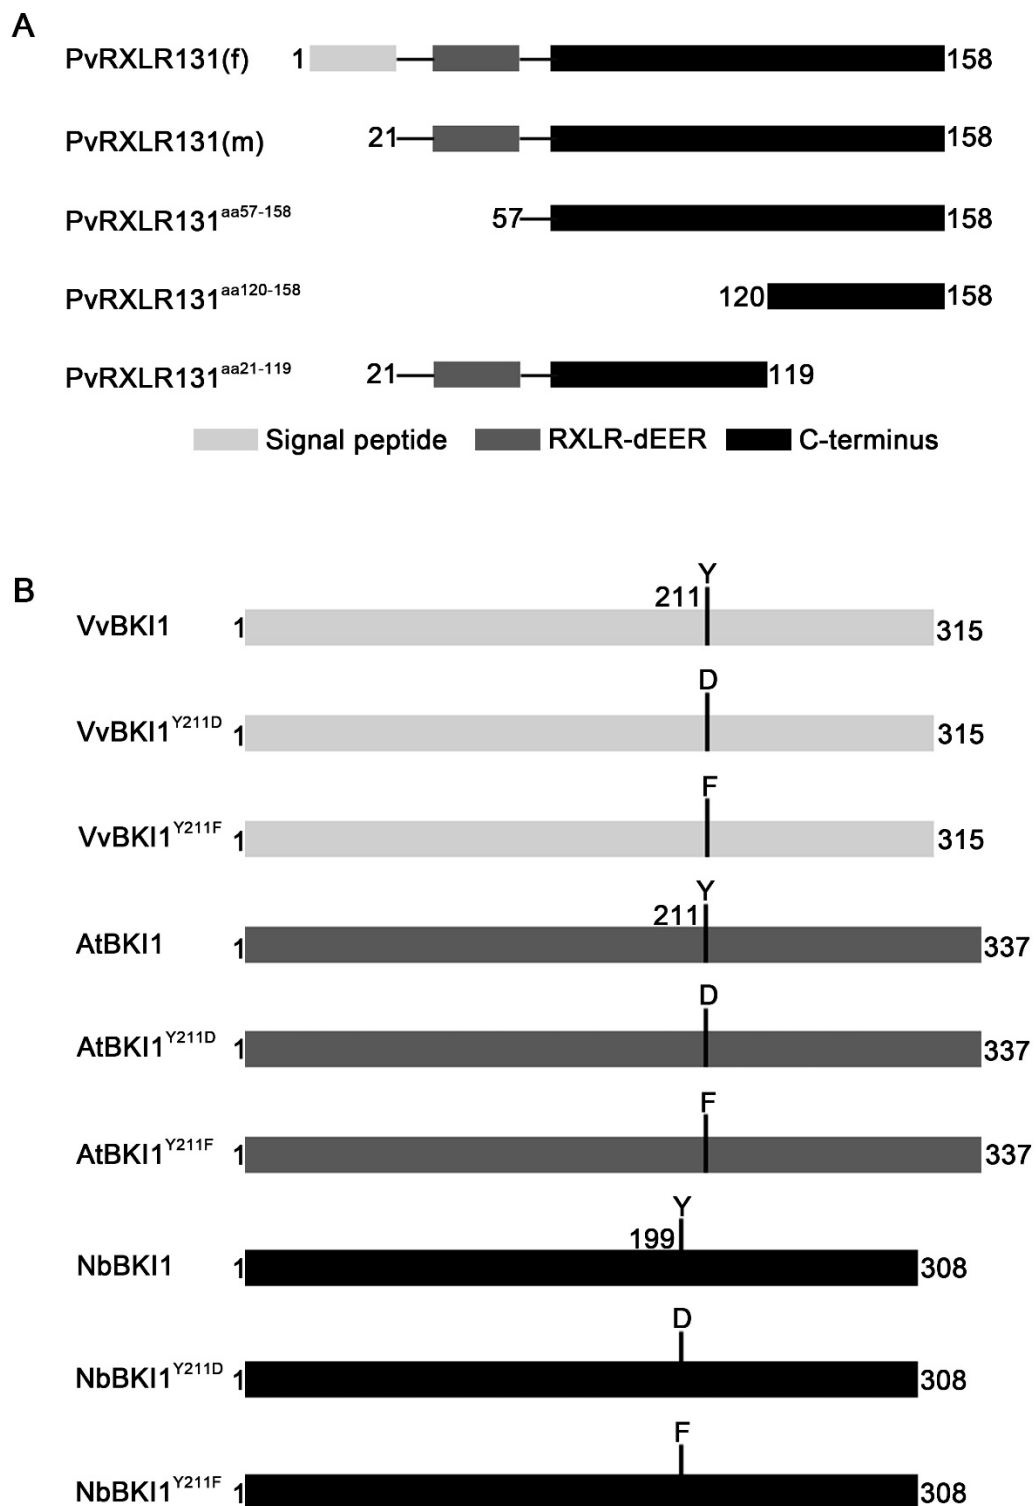 A
PvRXLR131(f) 1 158
PvRXLR131(m) 21 158
PvRXLR131aa57-158 57 158
PvRXLR131aa120-158 120 158
PvRXLR131aa21-119 21 119
Signal peptide RXLR-dEER C-terminus
B
Y
211
VvBKI1 1 315
D
VvBKI1Y211D 1 315
F
VvBKI1Y211F 1 315
Y
211
AtBKI1 1 337
D
AtBKI1Y211D 1 337
F
AtBKI1Y211F 1 337
Y
199
NbBKI1 1 308
D
NbBKI1Y211D 1 308
F
NbBKI1Y211F 1 308